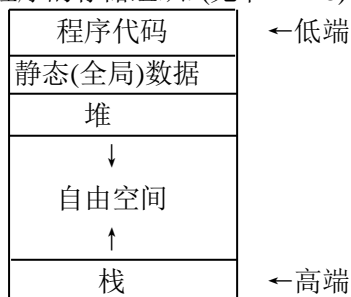 程序代码 ←低端
静态(全局)数据
堆
↓
自由空间
↑
栈 ←高端